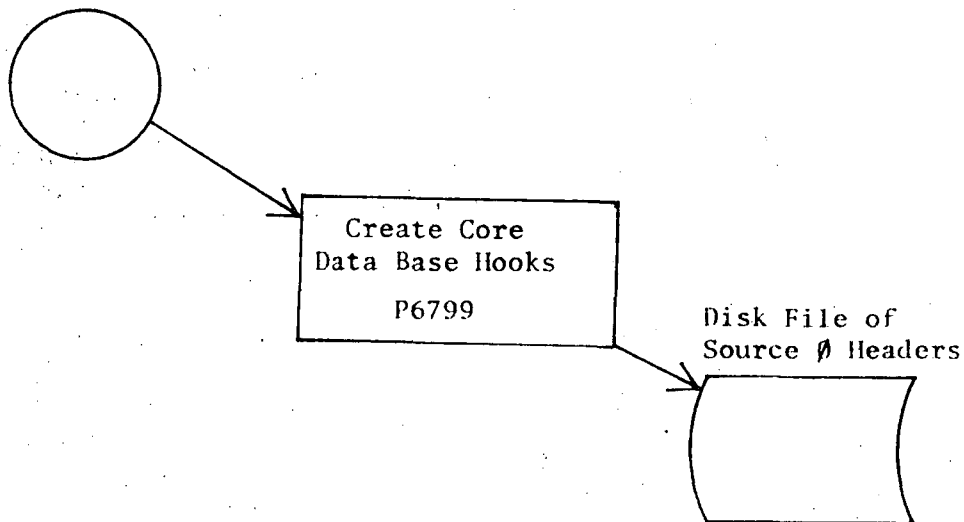 Create Core
Data Base Hooks
P6799
Disk File of
Source Ø Headers